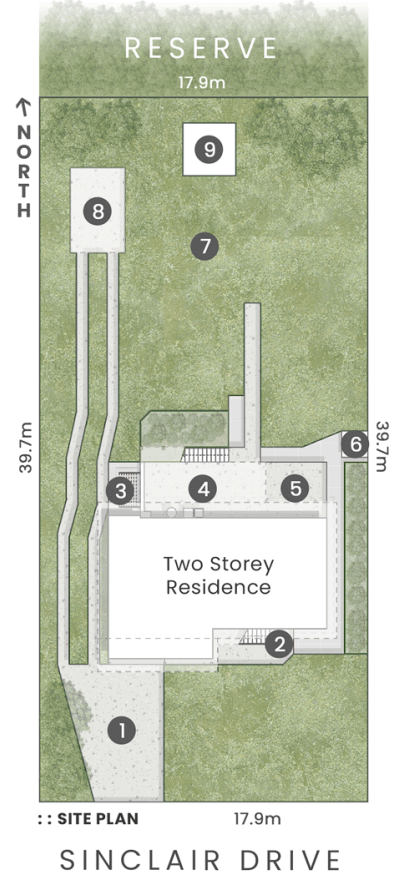 RESERVE
17.9m
NORTH
9
8
7
39.7m
39.7m
6
3
4
5
Two Storey
Residence
2
1
:: SITE PLAN
17.9m
SINCLAIR DRIVE